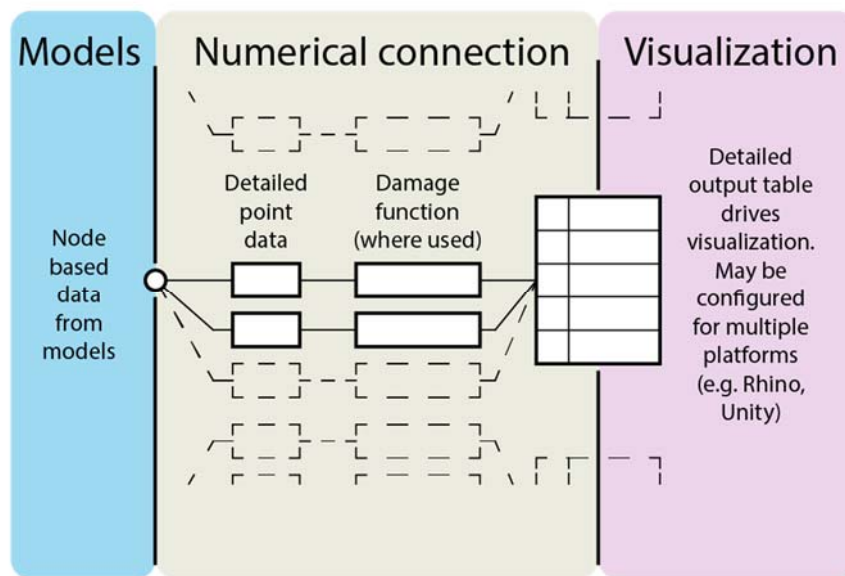 Models
Numerical connection
Visualization
Node
based
data
from
models
Detailed
point
data
Damage
function
(where used)
Detailed
output table
drives
visualization.
May be
configured
for multiple
platforms
(e.g. Rhino,
Unity)